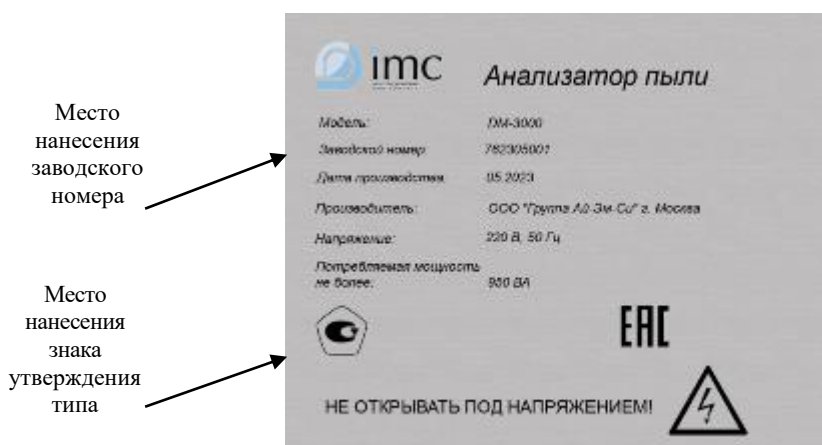 Место
нанесения
заводского
номера
Место
нанесения
знака
утверждения
типа
imc
Анализатор пыли
Модель: DM-3000
Заводской номер: 782305001
Дата производства: 05.2023
Производитель: ООО "Группа Ай-Эм-Си" г. Москва
Напряжение: 220 В, 50 Гц
Потребляемая мощность
не более: 950 ВА
ЕАС
НЕ ОТКРЫВАТЬ ПОД НАПРЯЖЕНИЕМ!